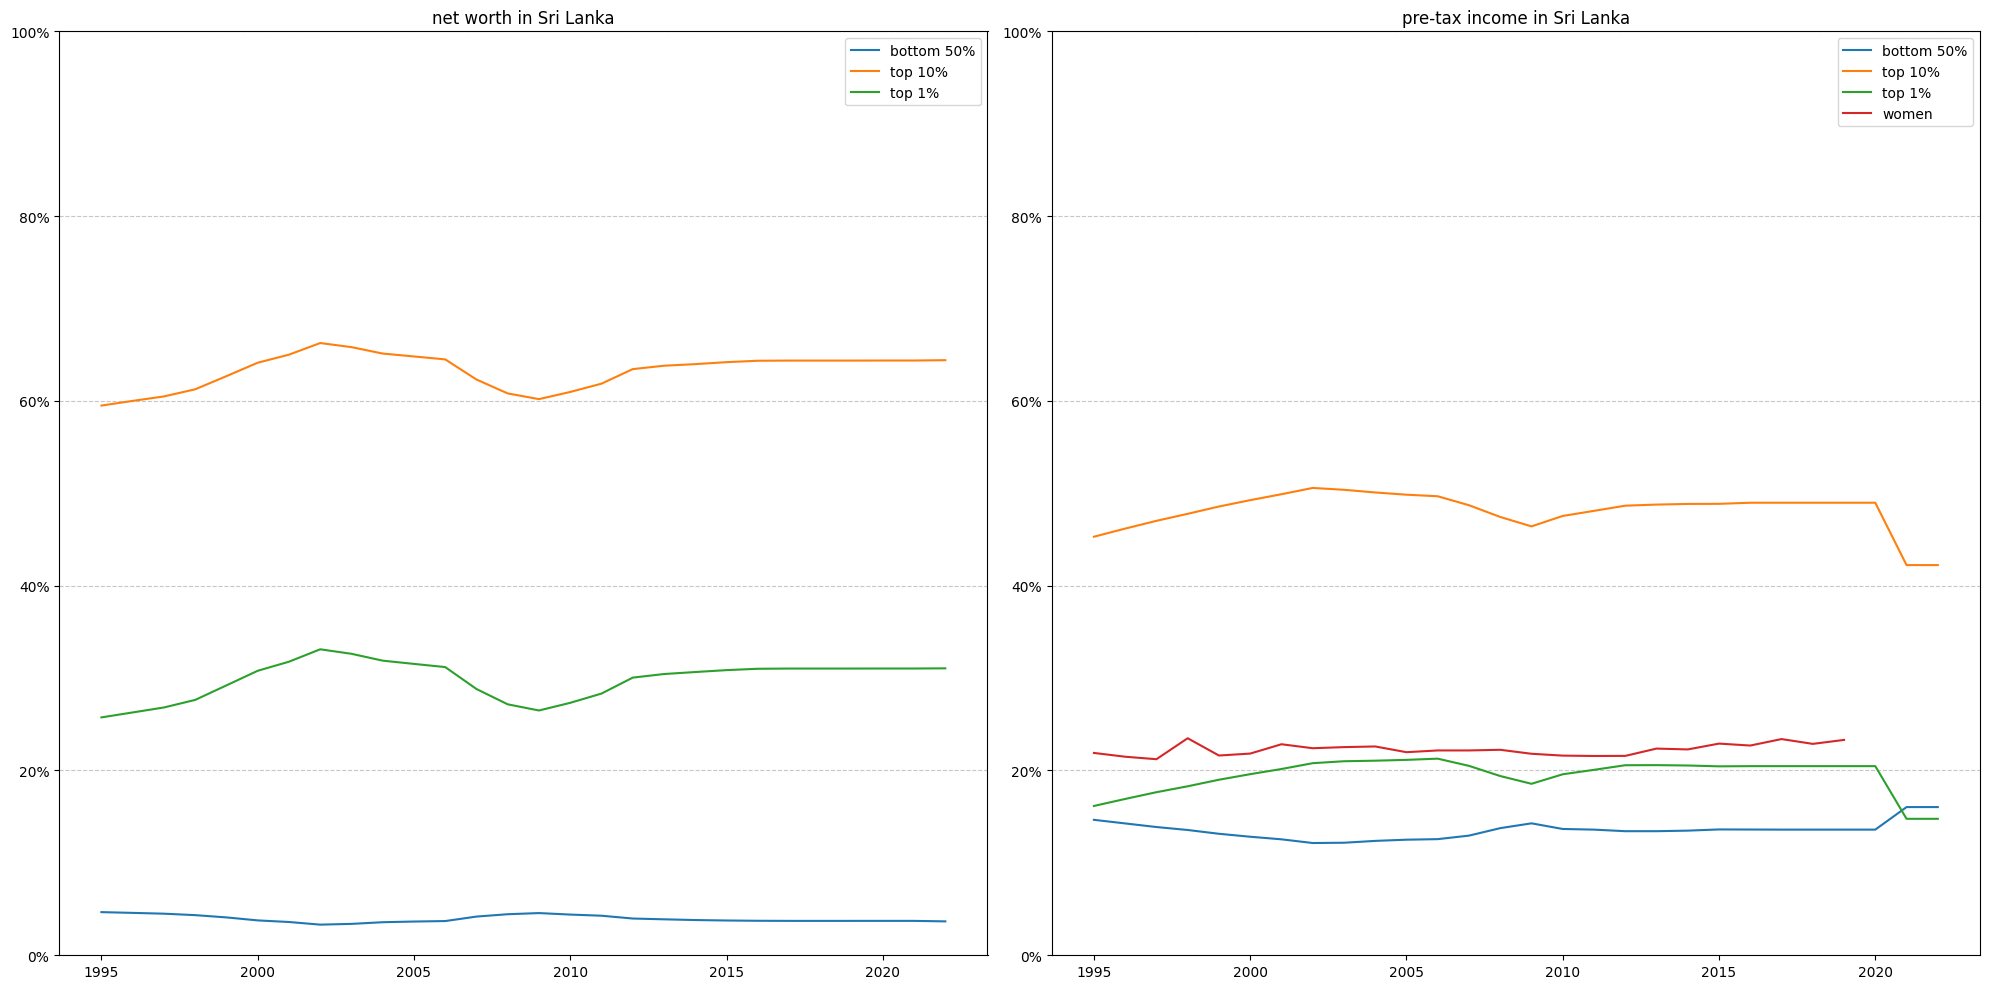 net worth in Sri Lanka
100%
80%
60%
40%
20%
0%
1995 2000 2005 2010 2015 2020
bottom 50%
top 10%
top 1%
pre-tax income in Sri Lanka
100%
80%
60%
40%
20%
0%
1995 2000 2005 2010 2015 2020
bottom 50%
top 10%
top 1%
women